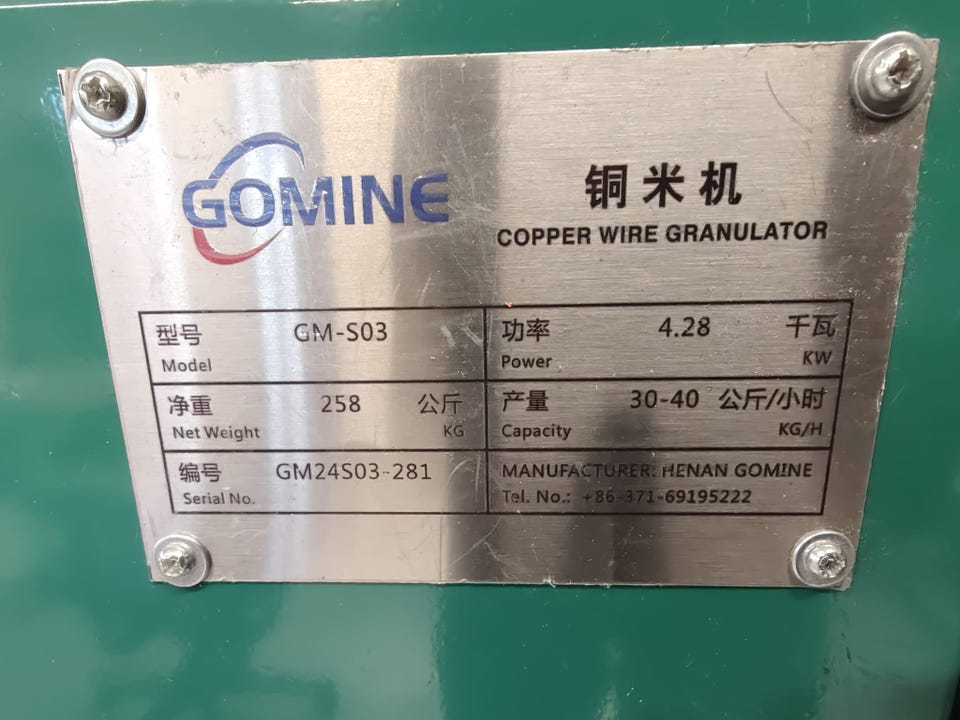 GOMINE
铜米机
COPPER WIRE GRANULATOR
型号 GM-S03
Model
功率 4.28 千瓦
Power KW
净重 258 公斤
Net Weight KG
产量 30-40 公斤/小时
Capacity KG/H
编号 GM24S03-281
Serial No.
MANUFACTURER: HENAN GOMINE
Tel. No.: +86-371-69195222